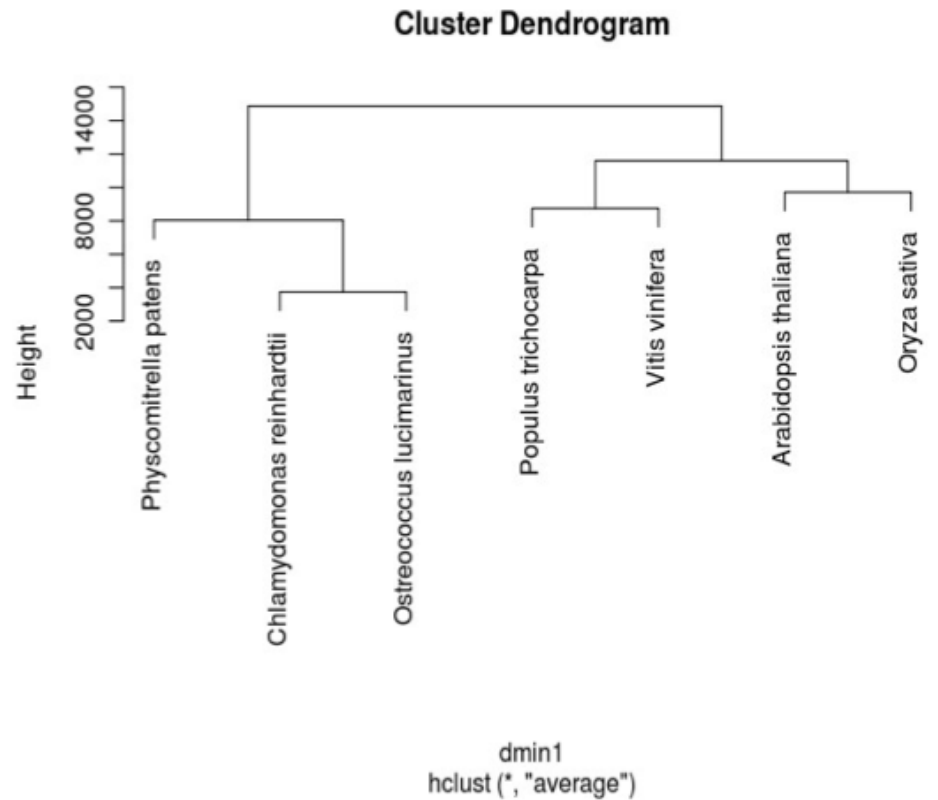 Cluster Dendrogram
Height
14000
8000
2000
Physcomitrella patens
Chlamydomonas reinhardtii
Ostreococcus lucimarinus
Populus trichocarpa
Vitis vinifera
Arabidopsis thaliana
Oryza sativa
dmin1
hclust (*, "average")